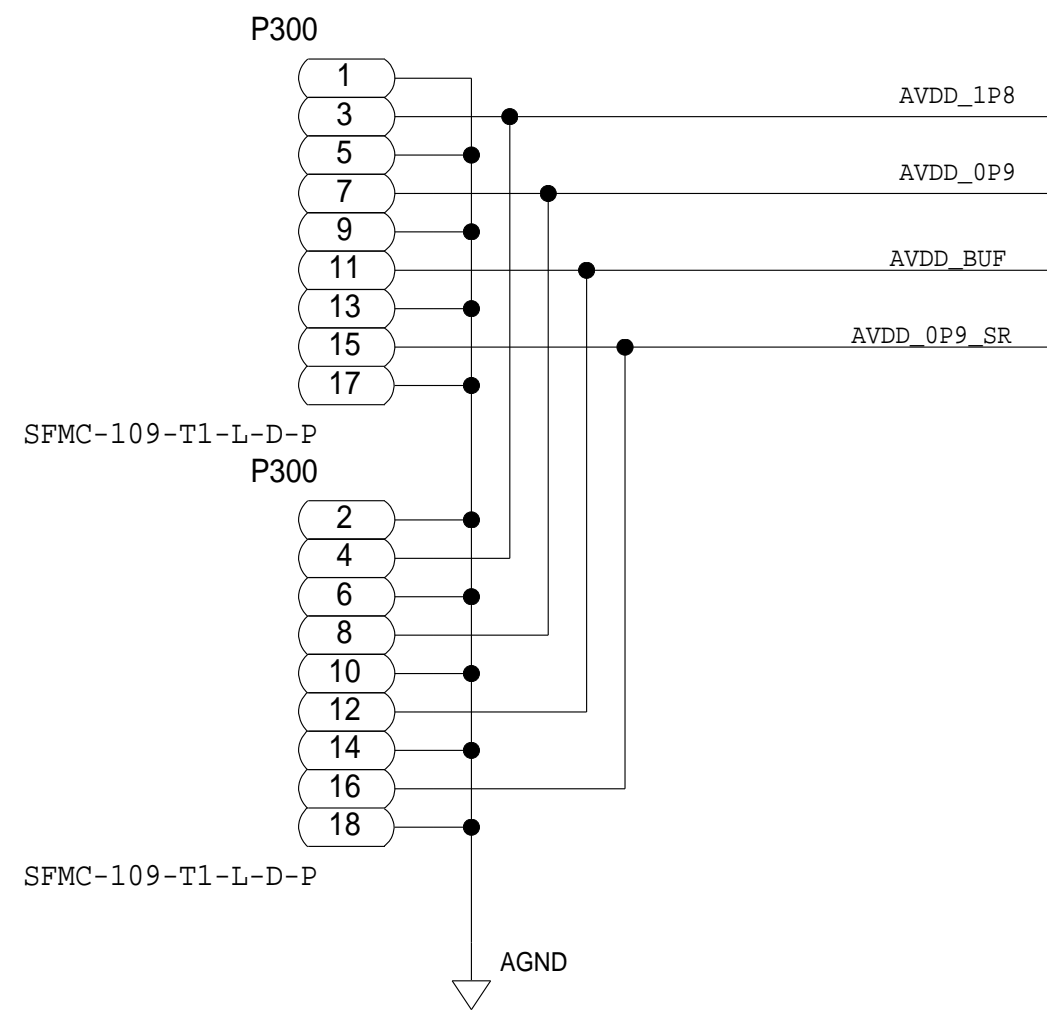 P300
1
3
AVDD_1P8
5
7
AVDD_0P9
9
11
AVDD_BUF
13
15
AVDD_0P9_SR
17
SFMC-109-T1-L-D-P
P300
2
4
6
8
10
12
14
16
18
SFMC-109-T1-L-D-P
AGND